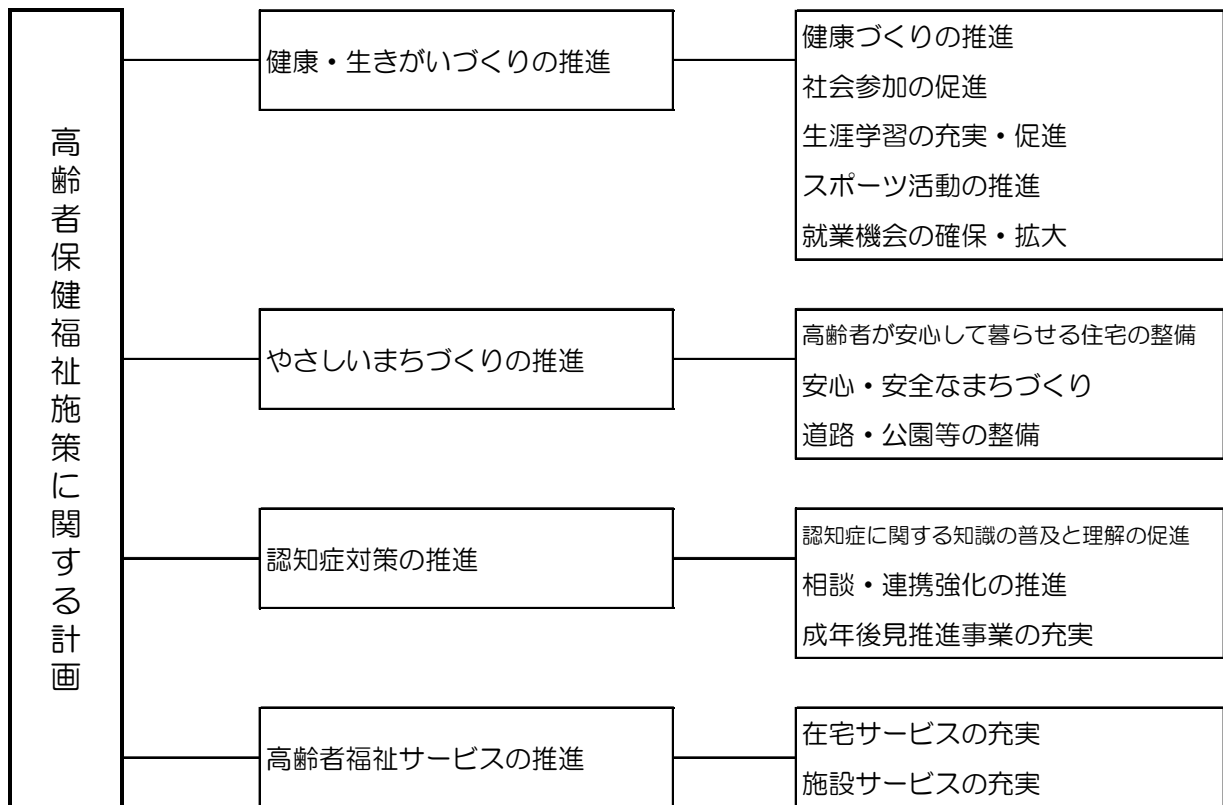 高齢者保健福祉施策に関する計画
健康・生きがいづくりの推進
健康づくりの推進
社会参加の促進
生涯学習の充実・促進
スポーツ活動の推進
就業機会の確保・拡大
やさしいまちづくりの推進
高齢者が安心して暮らせる住宅の整備
安心・安全なまちづくり
道路・公園等の整備
認知症対策の推進
認知症に関する知識の普及と理解の促進
相談・連携強化の推進
成年後見推進事業の充実
高齢者福祉サービスの推進
在宅サービスの充実
施設サービスの充実